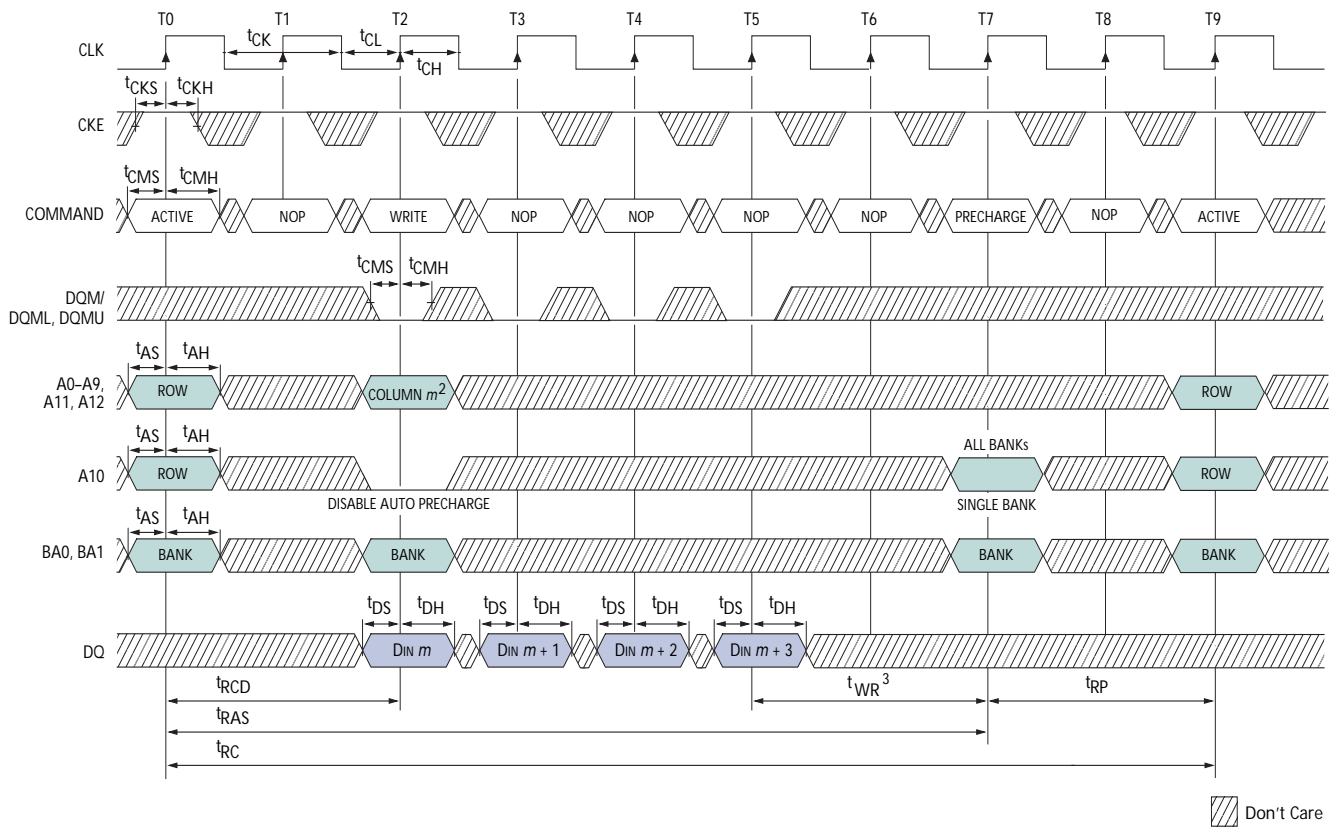 T0 T1 T2 T3 T4 T5 T6 T7 T8 T9
CLK
tCK tCL
tCH
tCKS tCKH
CKE
tCMS tCMH
COMMAND ACTIVE NOP WRITE NOP NOP NOP NOP PRECHARGE NOP ACTIVE
tCMS tCMH
DQM/
DQML, DQMU
tAS tAH
A0–A9,
A11, A12
ROW COLUMN m2 ROW
tAS tAH
ALL BANKs
A10 ROW ROW
DISABLE AUTO PRECHARGE SINGLE BANK
tAS tAH
BA0, BA1 BANK BANK BANK BANK
tDS tDH tDS tDH tDS tDH tDS tDH
DQ DIN m DIN m + 1 DIN m + 2 DIN m + 3
tRCD tWR3 tRP
tRAS
tRC
Don't Care